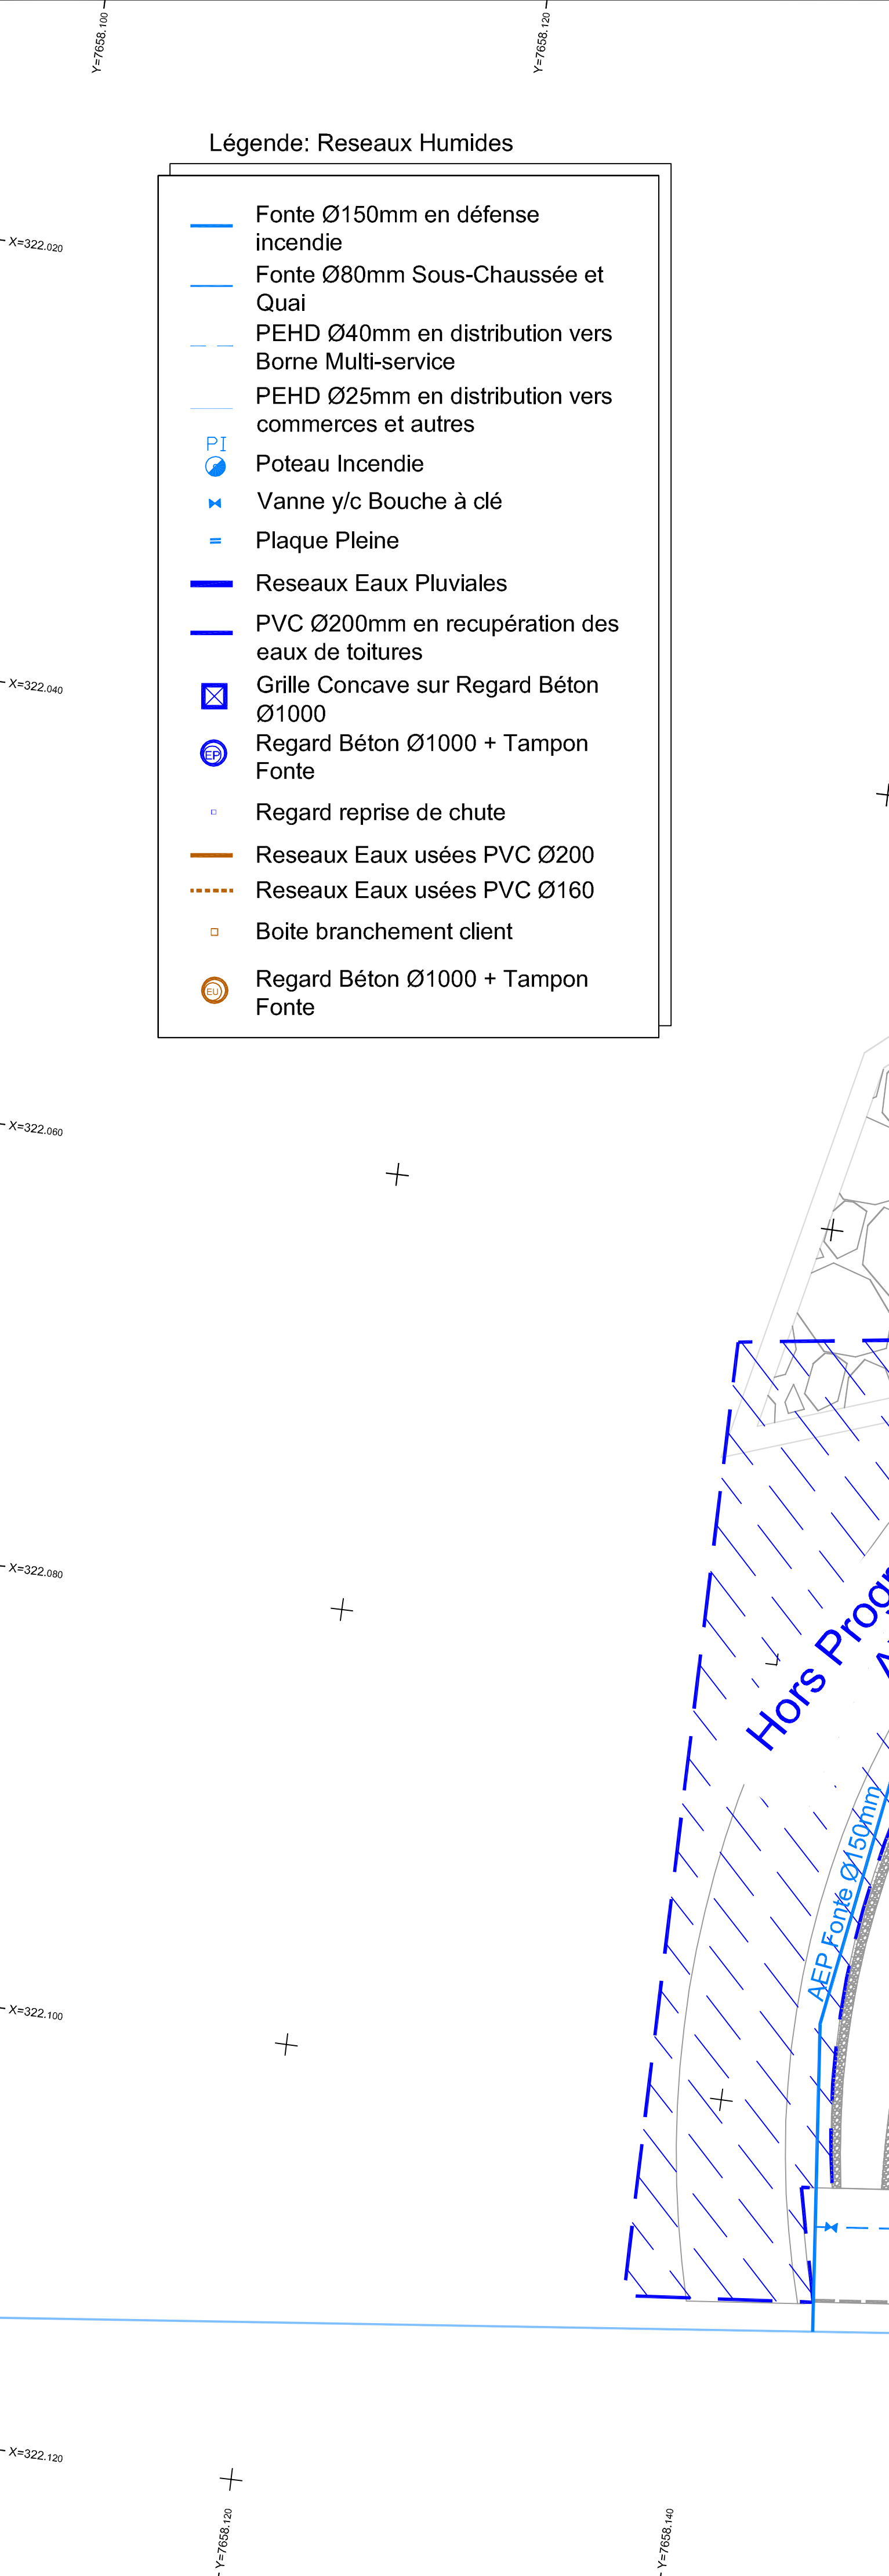 Y=7658.100
Y=7658.120
Légende: Reseaux Humides
Fonte Ø150mm en défense
incendie
Fonte Ø80mm Sous-Chaussée et
Quai
PEHD Ø40mm en distribution vers
Borne Multi-service
PEHD Ø25mm en distribution vers
commerces et autres
PI
Poteau Incendie
Vanne y/c Bouche à clé
Plaque Pleine
Reseaux Eaux Pluviales
PVC Ø200mm en recupération des
eaux de toitures
Grille Concave sur Regard Béton
Ø1000
EP
Regard Béton Ø1000 + Tampon
Fonte
Regard reprise de chute
Reseaux Eaux usées PVC Ø200
Reseaux Eaux usées PVC Ø160
Boite branchement client
EU
Regard Béton Ø1000 + Tampon
Fonte
X=322.020
X=322.040
X=322.060
X=322.080
Hors Progr
AEP Fonte Ø150mm
X=322.100
X=322.120
Y=7658.120
Y=7658.140